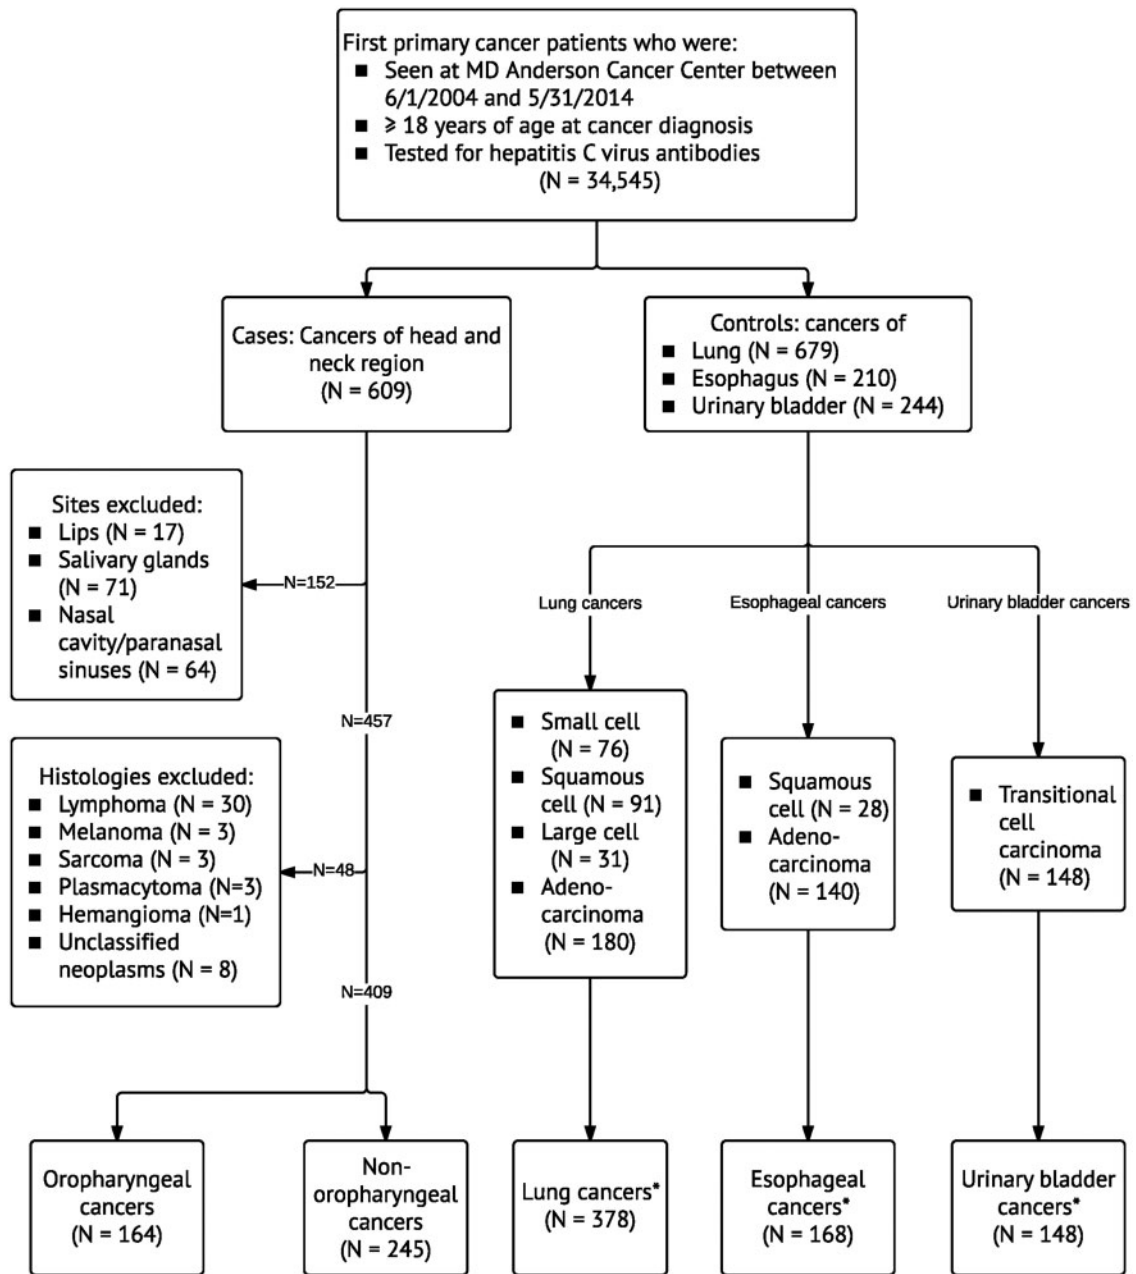 First primary cancer patients who were:
■ Seen at MD Anderson Cancer Center between
6/1/2004 and 5/31/2014
■ ⩾ 18 years of age at cancer diagnosis
■ Tested for hepatitis C virus antibodies
(N = 34,545)
Cases: Cancers of head and
neck region
(N = 609)
Controls: cancers of
■ Lung (N = 679)
■ Esophagus (N = 210)
■ Urinary bladder (N = 244)
Sites excluded:
■ Lips (N = 17)
■ Salivary glands
(N = 71)
■ Nasal
cavity/paranasal
sinuses (N = 64)
N=152
N=457
Histologies excluded:
■ Lymphoma (N = 30)
■ Melanoma (N = 3)
■ Sarcoma (N = 3)
■ Plasmacytoma (N=3)
■ Hemangioma (N=1)
■ Unclassified
neoplasms (N = 8)
N=48
N=409
Lung cancers
Esophageal cancers
Urinary bladder cancers
■ Small cell
(N = 76)
■ Squamous
cell (N = 91)
■ Large cell
(N = 31)
■ Adeno-
carcinoma
(N = 180)
■ Squamous
cell (N = 28)
■ Adeno-
carcinoma
(N = 140)
■ Transitional
cell
carcinoma
(N = 148)
Oropharyngeal
cancers
(N = 164)
Non-
oropharyngeal
cancers
(N = 245)
Lung cancers*
(N = 378)
Esophageal
cancers*
(N = 168)
Urinary bladder
cancers*
(N = 148)